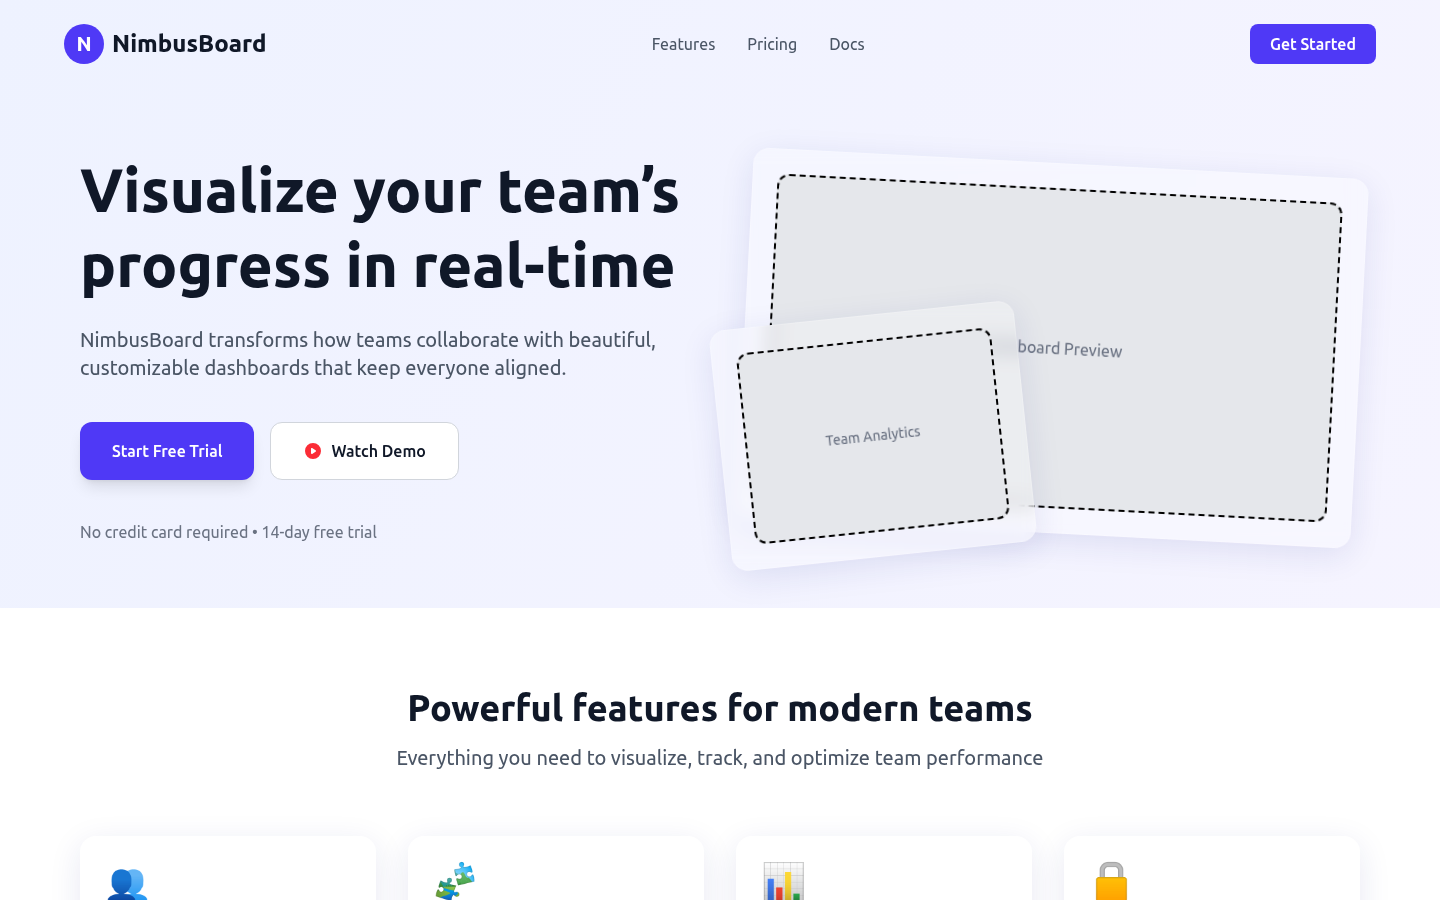 N NimbusBoard
Features Pricing Docs
Get Started
Visualize your team’s
progress in real-time
NimbusBoard transforms how teams collaborate with beautiful,
customizable dashboards that keep everyone aligned.
Start Free Trial
Watch Demo
No credit card required • 14-day free trial
board Preview
Team Analytics
Powerful features for modern teams
Everything you need to visualize, track, and optimize team performance